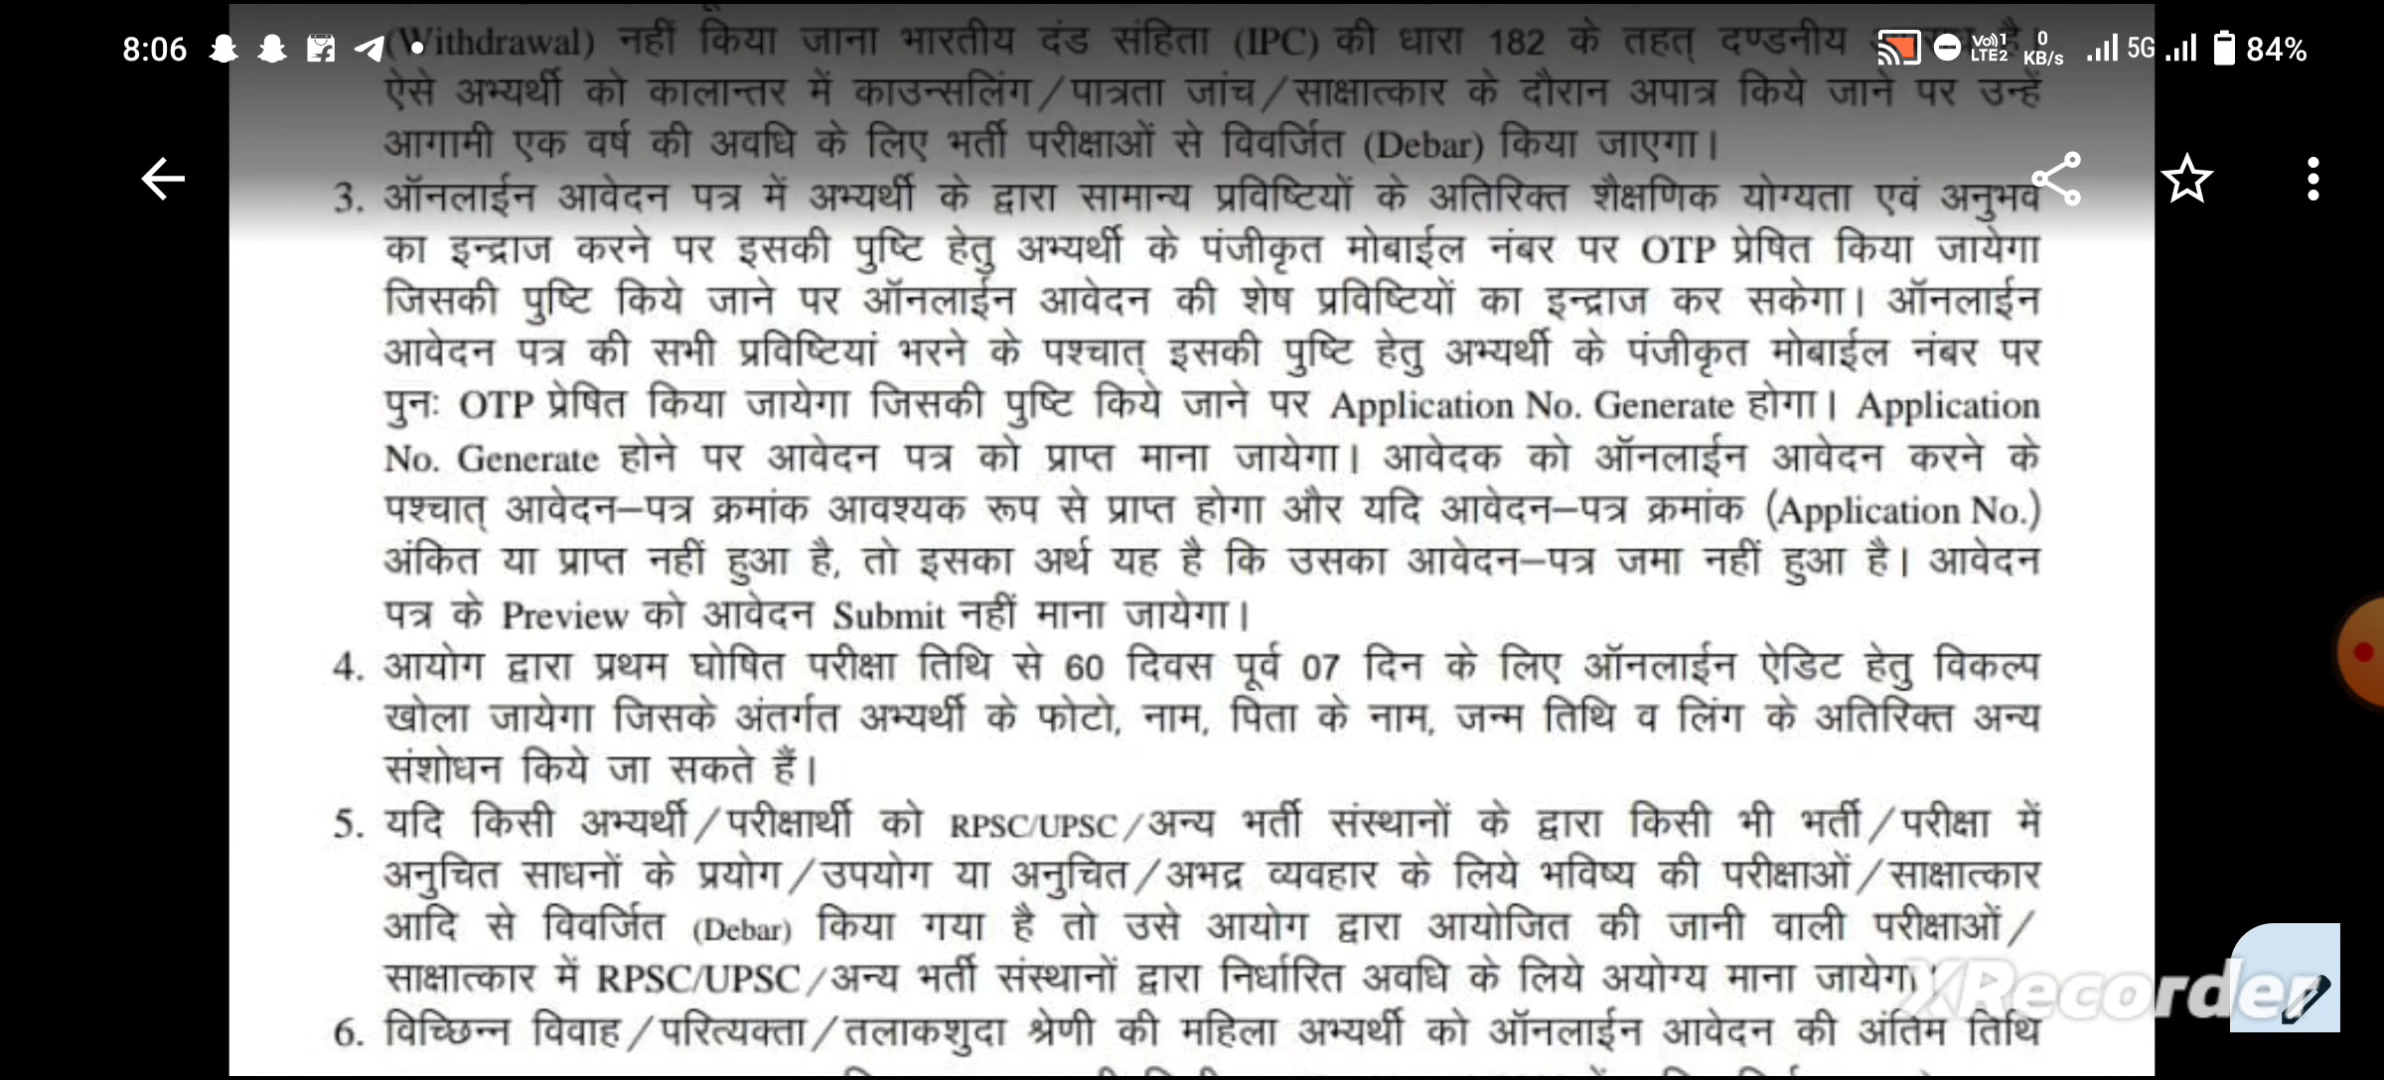 8:06
Vo)) 1 LTE2 0 KB/s 5G 84%
(Withdrawal) नहीं किया जाना भारतीय दंड संहिता (IPC) की धारा 182 के तहत् दण्डनीय है।
ऐसे अभ्यर्थी को कालान्तर में काउन्सलिंग/पात्रता जांच/साक्षात्कार के दौरान अपात्र किये जाने पर उन्हें
आगामी एक वर्ष की अवधि के लिए भर्ती परीक्षाओं से विवर्जित (Debar) किया जाएगा।
3. ऑनलाईन आवेदन पत्र में अभ्यर्थी के द्वारा सामान्य प्रविष्टियों के अतिरिक्त शैक्षणिक योग्यता एवं अनुभव
का इन्द्राज करने पर इसकी पुष्टि हेतु अभ्यर्थी के पंजीकृत मोबाईल नंबर पर OTP प्रेषित किया जायेगा
जिसकी पुष्टि किये जाने पर ऑनलाईन आवेदन की शेष प्रविष्टियों का इन्द्राज कर सकेगा। ऑनलाईन
आवेदन पत्र की सभी प्रविष्टियां भरने के पश्चात् इसकी पुष्टि हेतु अभ्यर्थी के पंजीकृत मोबाईल नंबर पर
पुनः OTP प्रेषित किया जायेगा जिसकी पुष्टि किये जाने पर Application No. Generate होगा। Application
No. Generate होने पर आवेदन पत्र को प्राप्त माना जायेगा। आवेदक को ऑनलाईन आवेदन करने के
पश्चात् आवेदन–पत्र क्रमांक आवश्यक रूप से प्राप्त होगा और यदि आवेदन–पत्र क्रमांक (Application No.)
अंकित या प्राप्त नहीं हुआ है, तो इसका अर्थ यह है कि उसका आवेदन–पत्र जमा नहीं हुआ है। आवेदन
पत्र के Preview को आवेदन Submit नहीं माना जायेगा।
4. आयोग द्वारा प्रथम घोषित परीक्षा तिथि से 60 दिवस पूर्व 07 दिन के लिए ऑनलाईन ऐडिट हेतु विकल्प
खोला जायेगा जिसके अंतर्गत अभ्यर्थी के फोटो, नाम, पिता के नाम, जन्म तिथि व लिंग के अतिरिक्त अन्य
संशोधन किये जा सकते हैं।
5. यदि किसी अभ्यर्थी/परीक्षार्थी को RPSC/UPSC/अन्य भर्ती संस्थानों के द्वारा किसी भी भर्ती/परीक्षा में
अनुचित साधनों के प्रयोग/उपयोग या अनुचित/अभद्र व्यवहार के लिये भविष्य की परीक्षाओं/साक्षात्कार
आदि से विवर्जित (Debar) किया गया है तो उसे आयोग द्वारा आयोजित की जानी वाली परीक्षाओं/
साक्षात्कार में RPSC/UPSC/अन्य भर्ती संस्थानों द्वारा निर्धारित अवधि के लिये अयोग्य माना जायेगा।
XRecorder
6. विच्छिन्न विवाह/परित्यक्ता/तलाकशुदा श्रेणी की महिला अभ्यर्थी को ऑनलाईन आवेदन की अंतिम तिथि